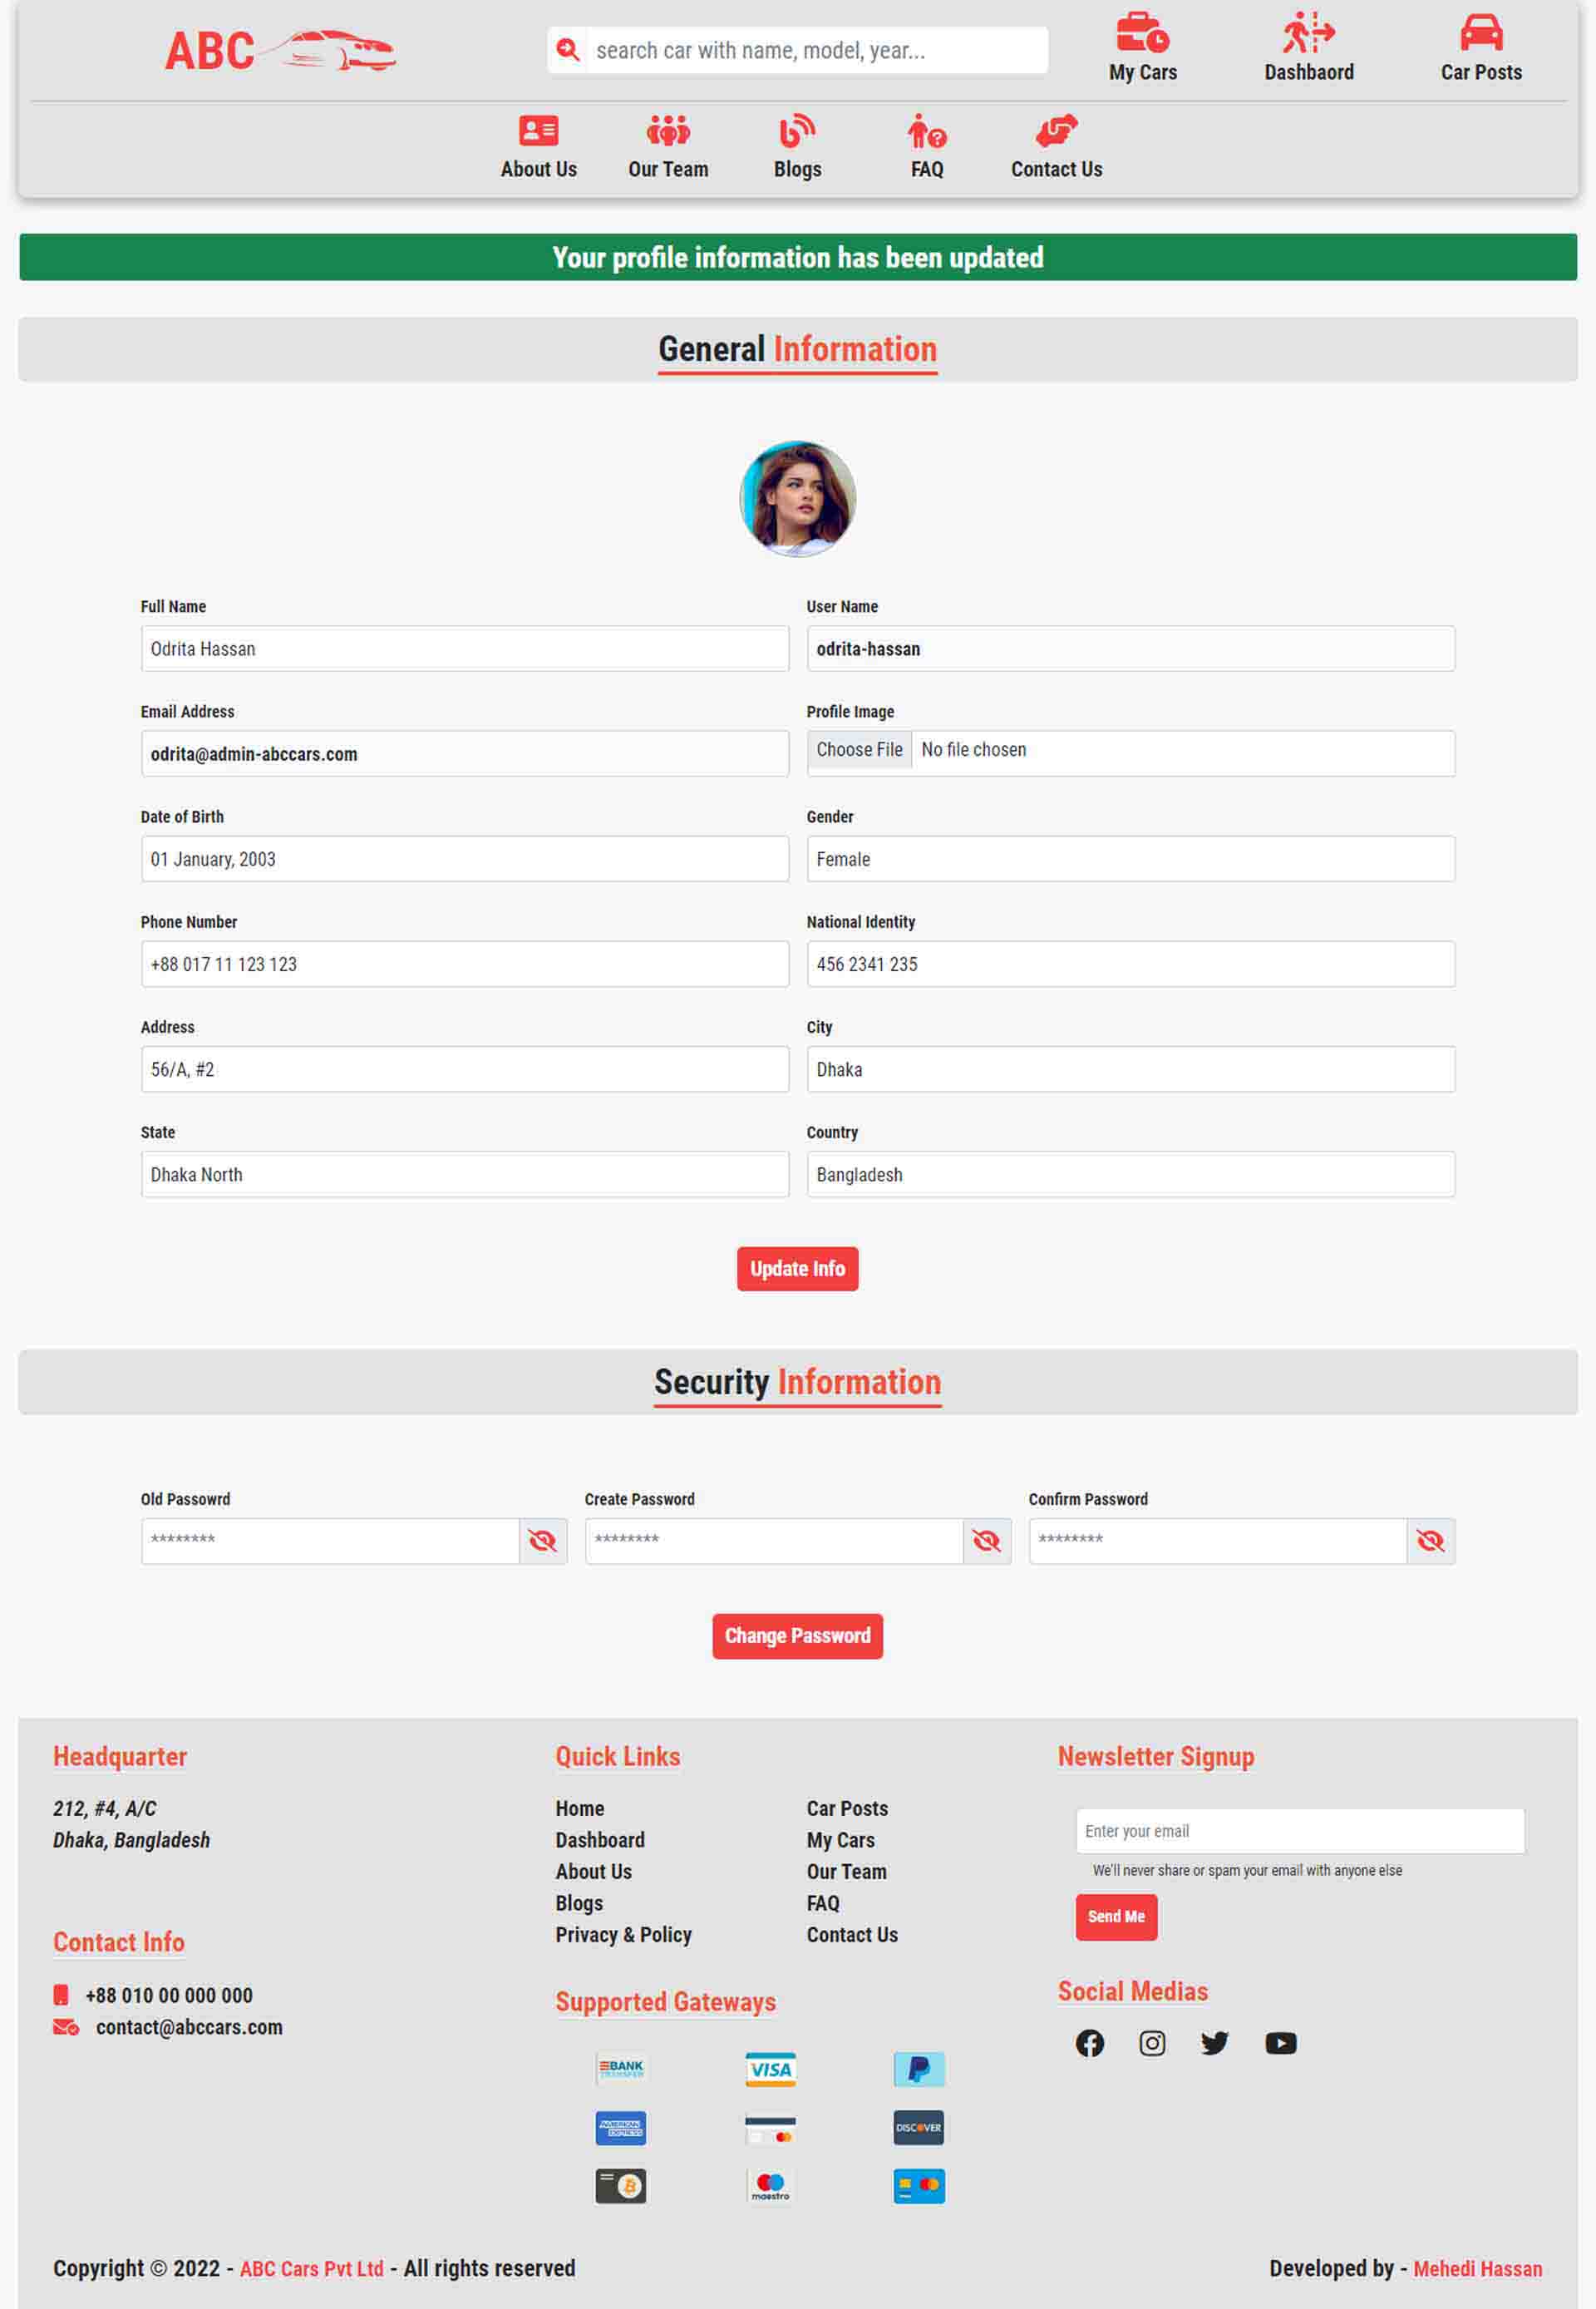 ABC
search car with name, model, year...
My Cars
Dashbaord
Car Posts
About Us
Our Team
Blogs
FAQ
Contact Us
Your profile information has been updated
General Information
Full Name
User Name
Odrita Hassan
odrita-hassan
Email Address
Profile Image
odrita@admin-abccars.com
Choose File No file chosen
Date of Birth
Gender
01 January, 2003
Female
Phone Number
National Identity
+88 017 11 123 123
456 2341 235
Address
City
56/A, #2
Dhaka
State
Country
Dhaka North
Bangladesh
Update Info
Security Information
Old Passowrd
Create Password
Confirm Password
********
********
********
Change Password
Headquarter
212, #4, A/C
Dhaka, Bangladesh
Contact Info
+88 010 00 000 000
contact@abccars.com
Quick Links
Home
Car Posts
Dashboard
My Cars
About Us
Our Team
Blogs
FAQ
Privacy & Policy
Contact Us
Supported Gateways
BANK
TRANSFER
VISA
P
AMERICAN
EXPRESS
DISCOVER
maestro
Newsletter Signup
Enter your email
We'll never share or spam your email with anyone else
Send Me
Social Medias
Copyright © 2022 - ABC Cars Pvt Ltd - All rights reserved
Developed by - Mehedi Hassan